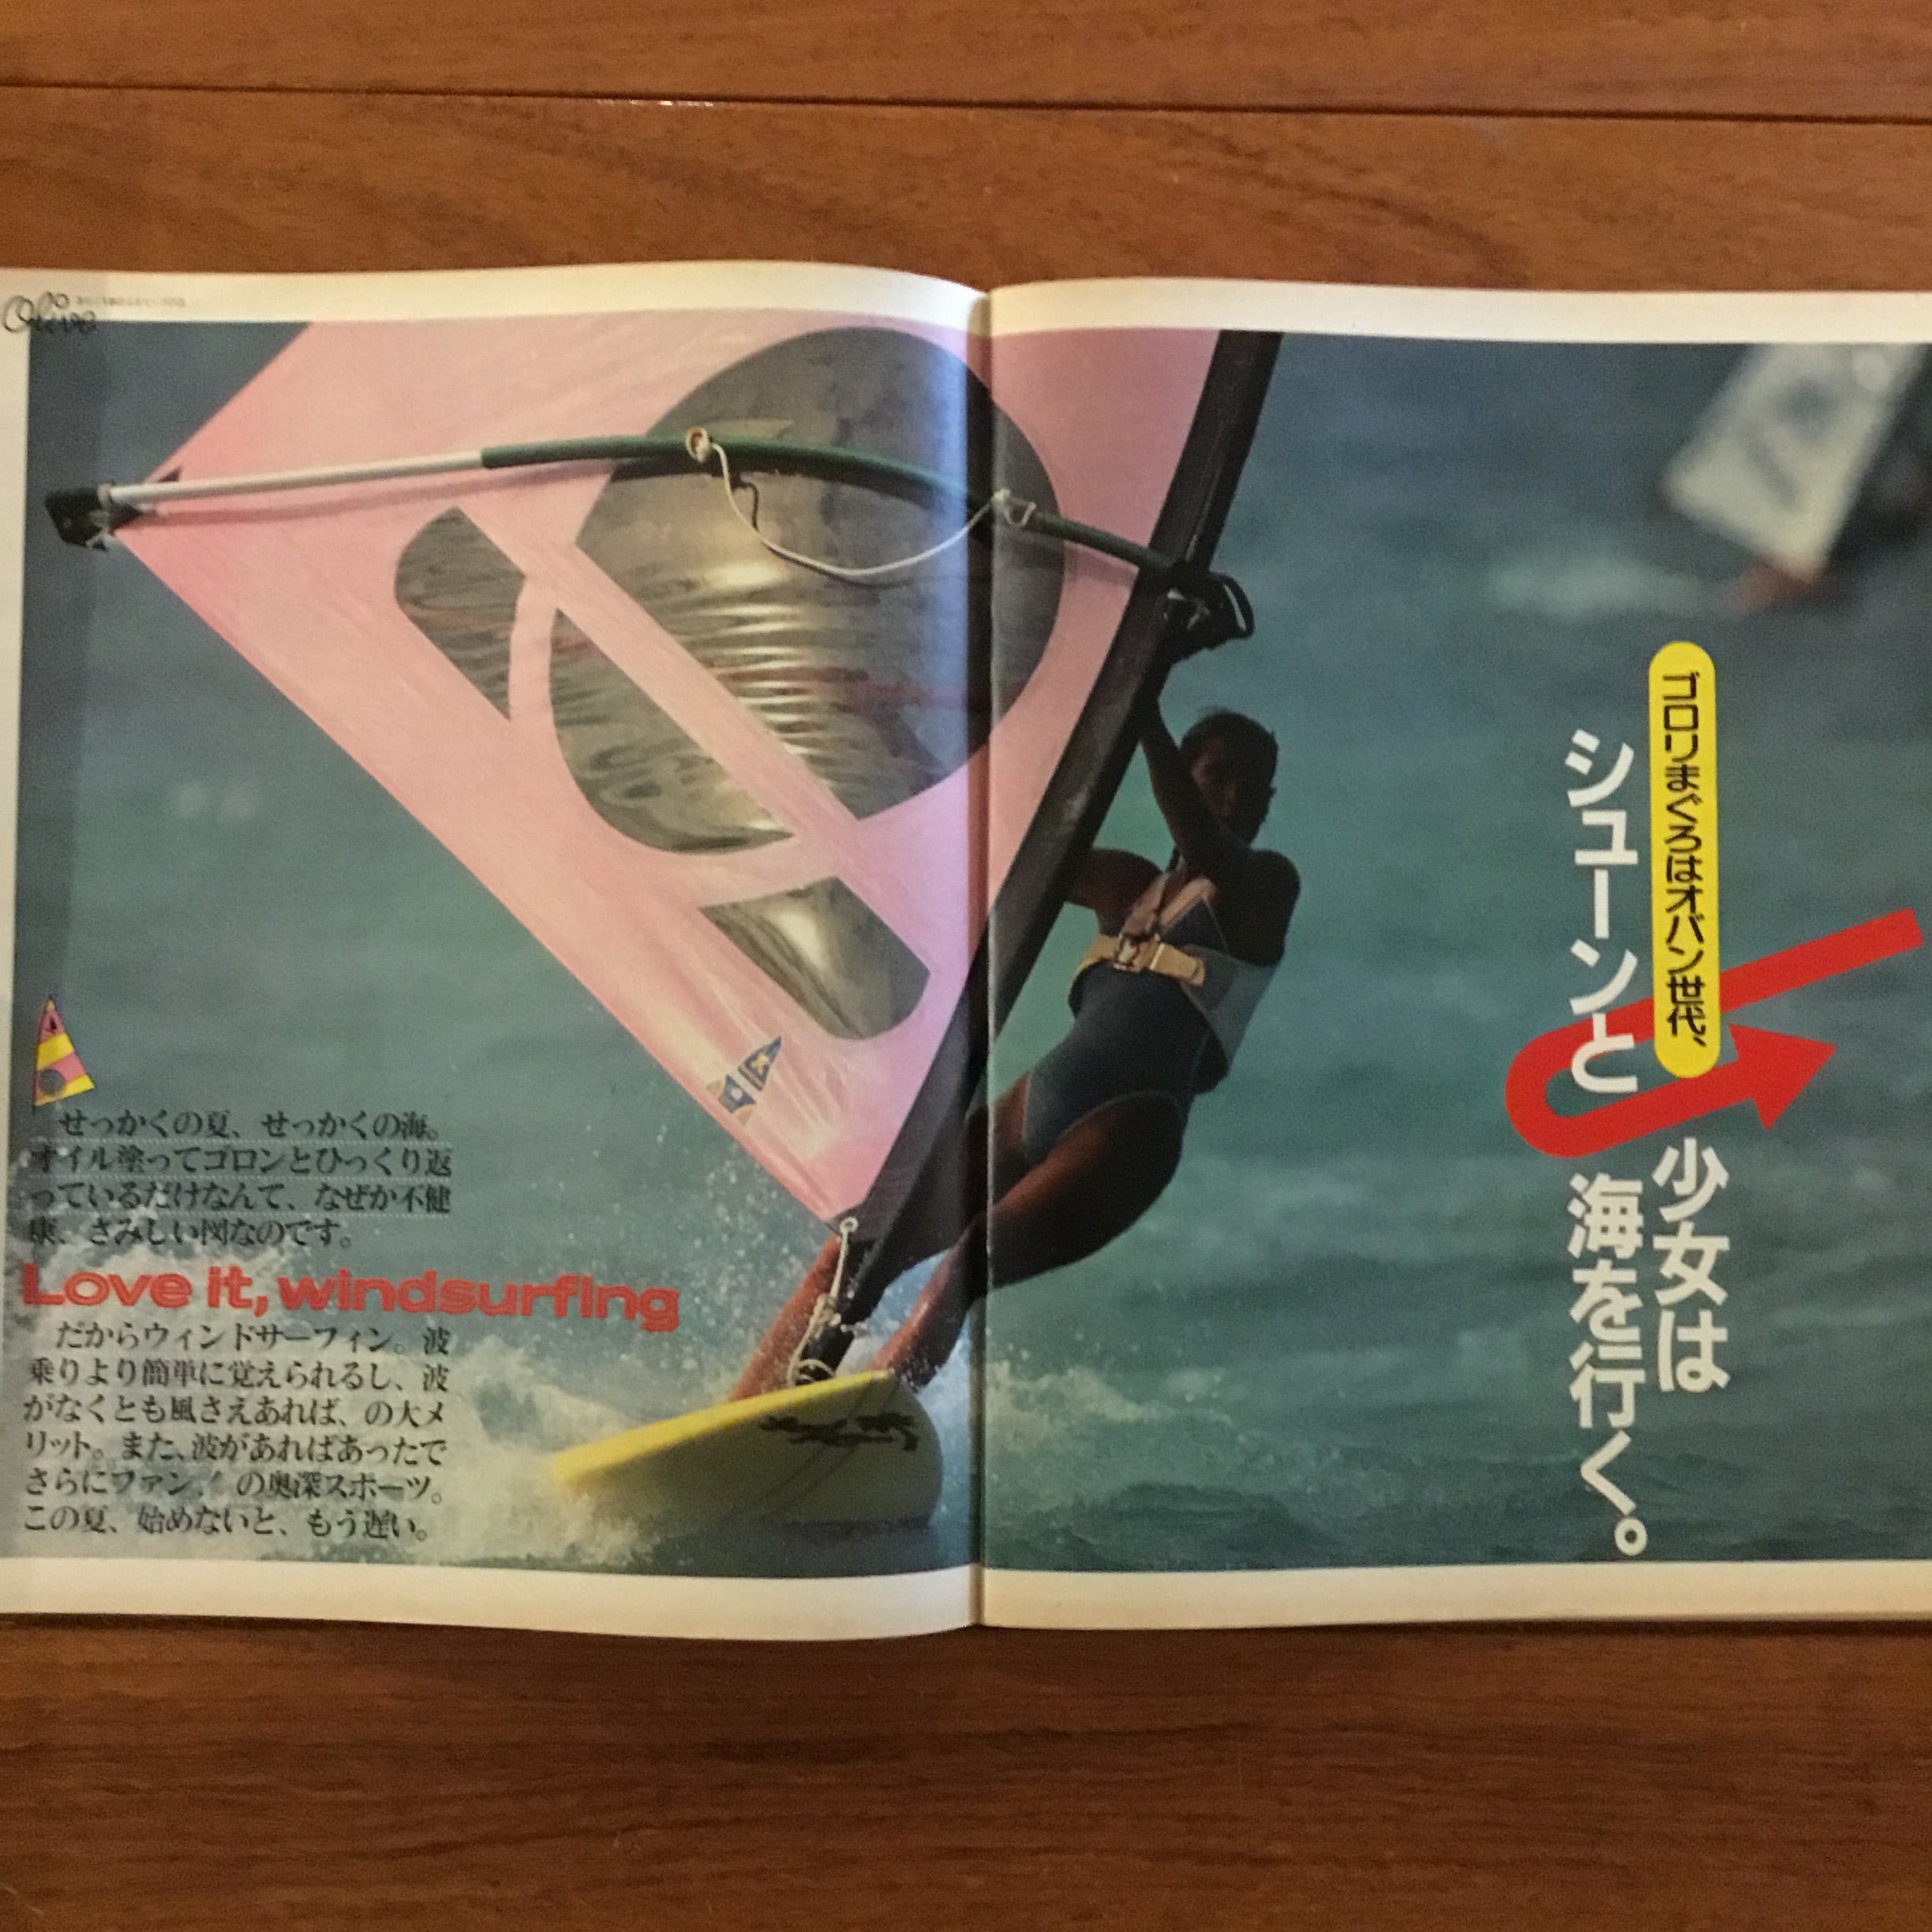 Olive
ゴロリまぐろはオバン世代、
少女は
シューンと
海を行く。
せっかくの夏、せっかくの海。
オイル塗ってゴロンとひっくり返
っているだけなんて、なぜか不健
康、さみしい図なのです。
Love it, windsurfing
だからウィンドサーフィン。波
乗りより簡単に覚えられるし、波
がなくとも風さえあれば、の大メ
リット。また、波があればあったで
さらにファン！の奥深スポーツ。
この夏、始めないと、もう遅い。